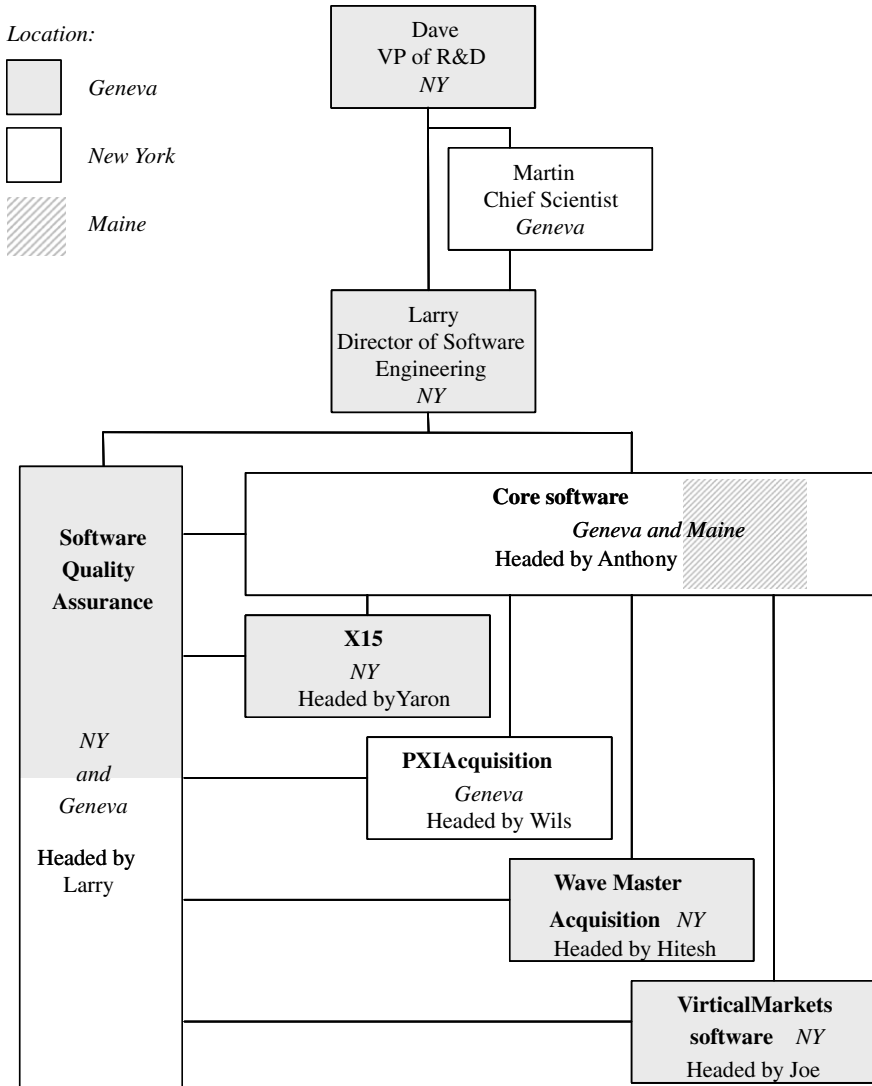 Location:
Geneva
New York
Maine
Dave
VP of R&D
NY
Martin
Chief Scientist
Geneva
Larry
Director of Software
Engineering
NY
Software
Quality
Assurance
NY
and
Geneva
Headed by
Larry
Core software
Geneva and Maine
Headed by Anthony
X15
NY
Headed byYaron
PXIAcquisition
Geneva
Headed by Wils
Wave Master
Acquisition NY
Headed by Hitesh
VirticalMarkets
software NY
Headed by Joe